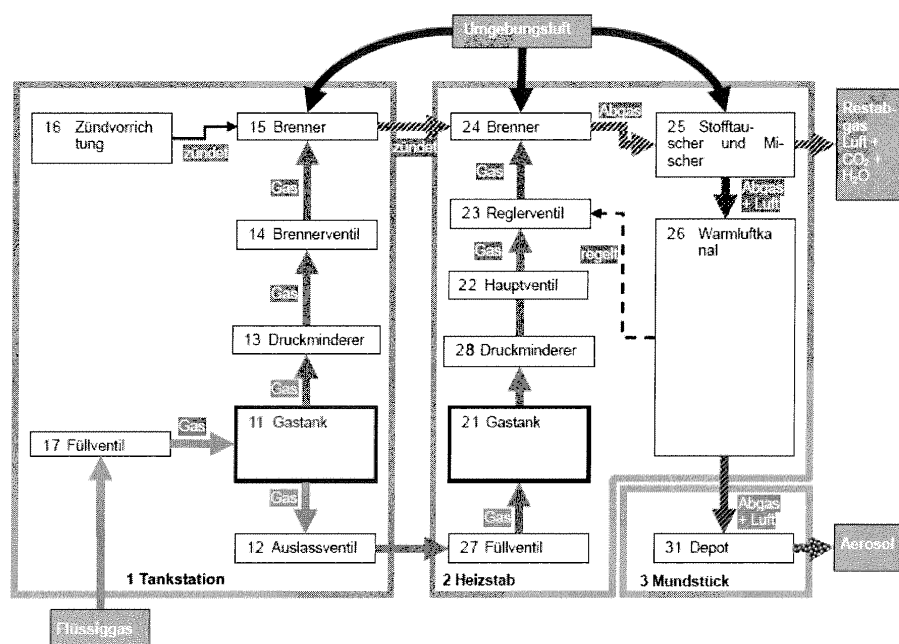 Umgebungsluft
16 Zündvorrich
tung
zündet
15 Brenner
zündet
24 Brenner
Abgas
25 Stofftau-
scher und Mi-
scher
Restab-
gas
Luft +
CO₂ +
H₂O
Gas
Gas
Abgas
+ Luft
14 Brennerventil
23 Reglerventil
26 Warmluftka
nal
Gas
Gas
regelt
22 Hauptventil
13 Druckminderer
28 Druckminderer
Gas
17 Füllventil
Gas
11 Gastank
21 Gastank
Gas
Gas
Abgas
+ Luft
12 Auslassventil
27 Füllventil
31 Depot
Aerosol
1 Tankstation
2 Heizstab
3 Mundstück
Flüssiggas